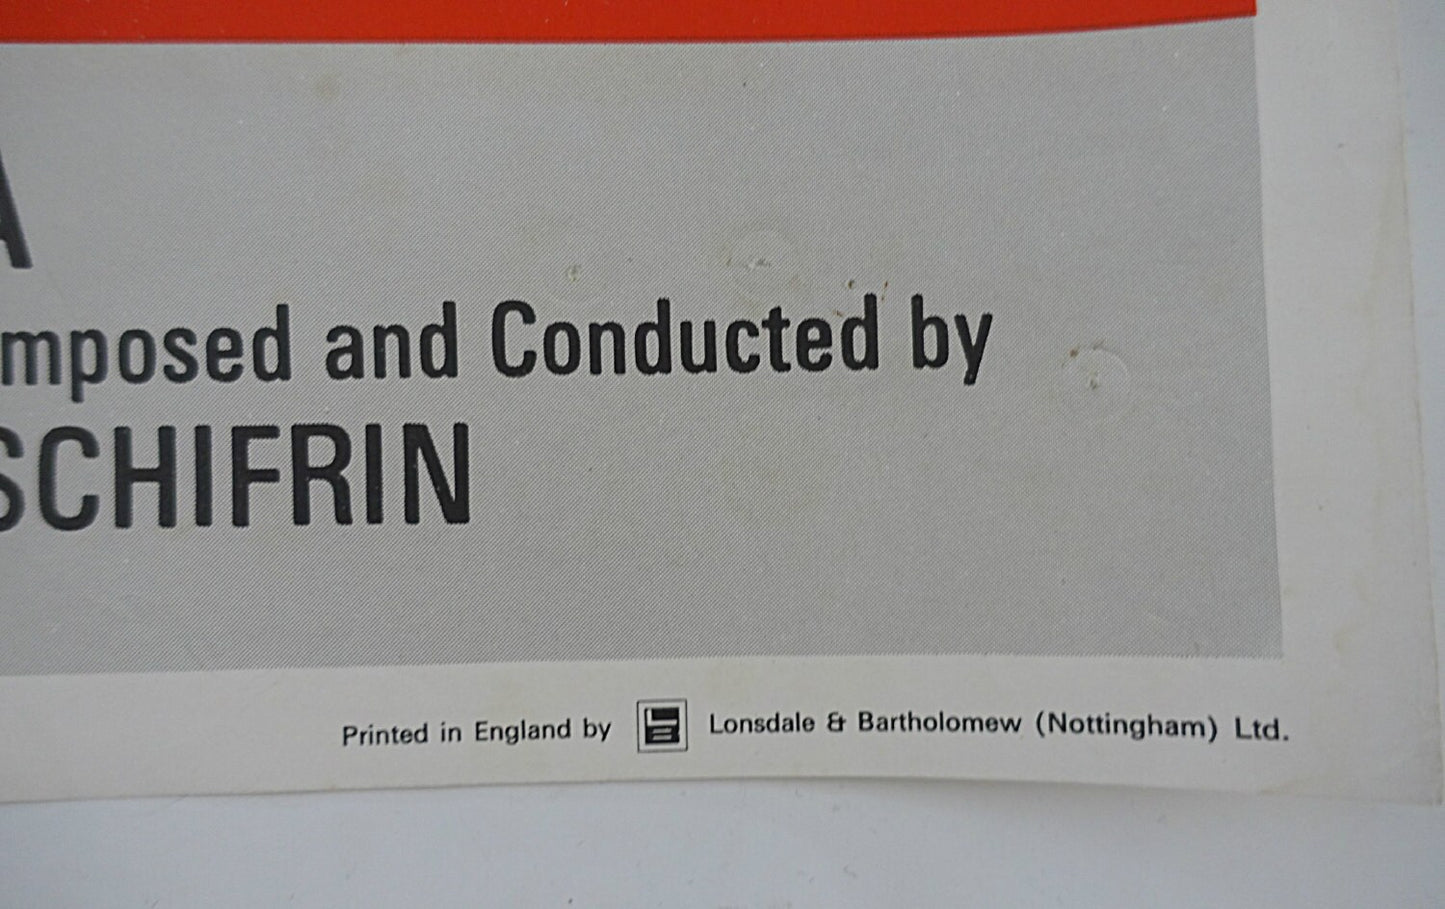 A
mposed and Conducted by
SCHIFRIN
Printed in England by Lonsdale & Bartholomew (Nottingham) Ltd.